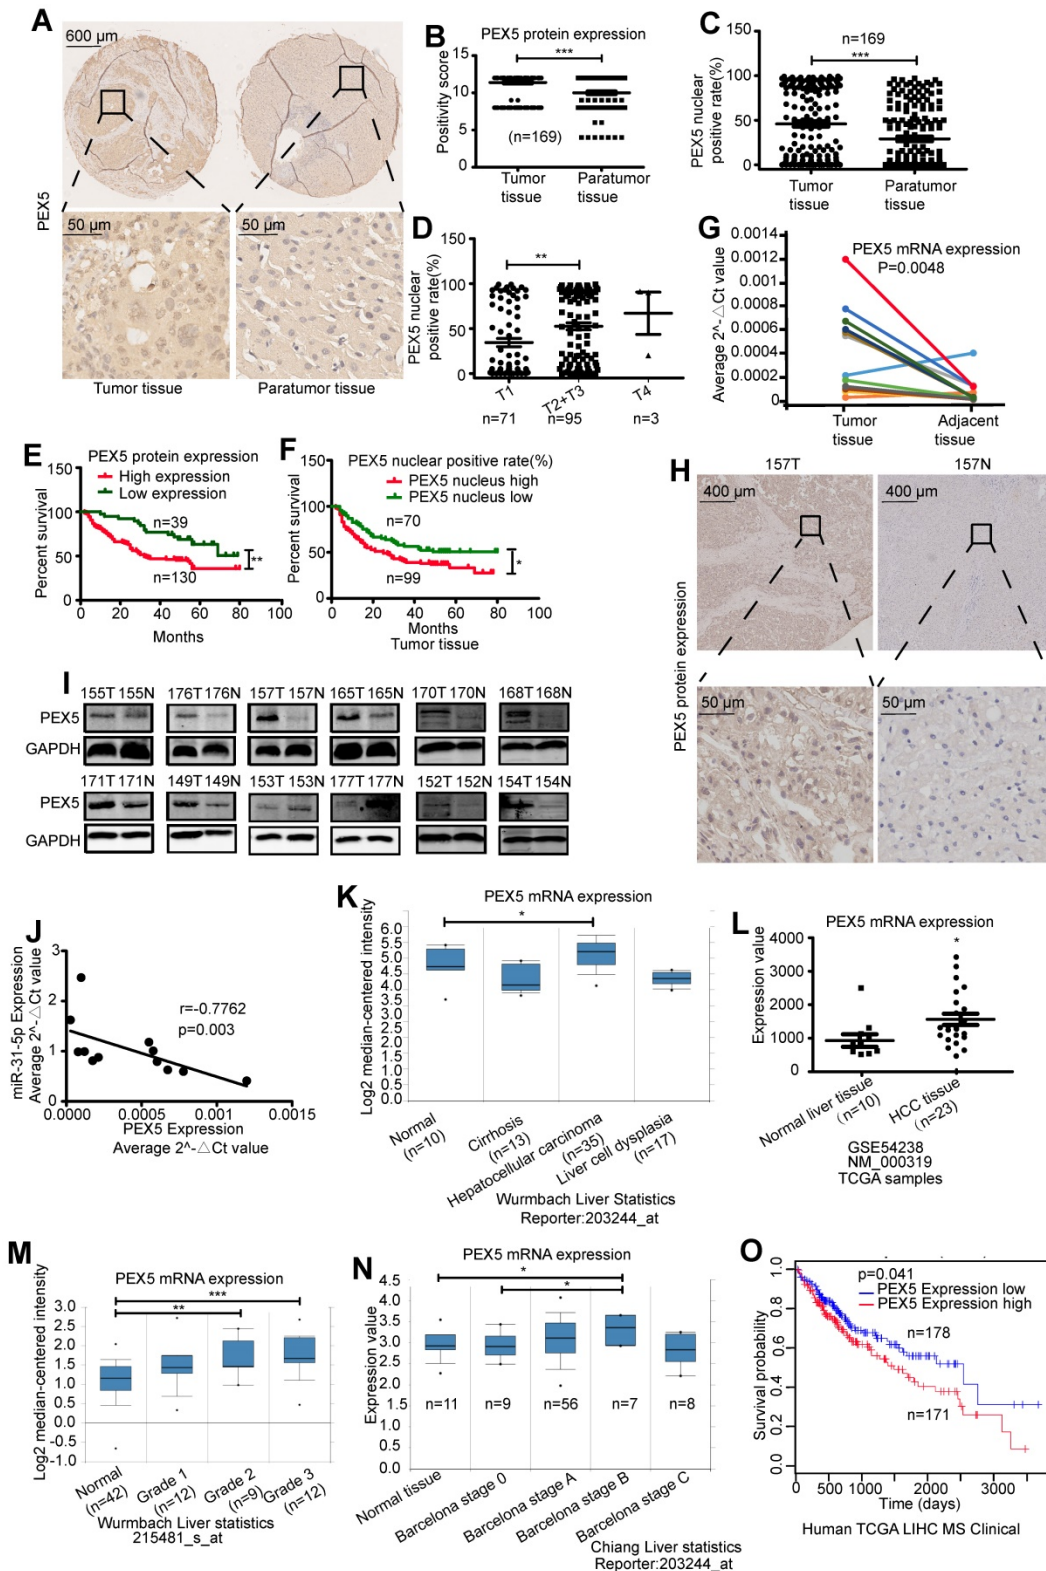 A
600 µm
PEX5
50 µm
50 µm
Tumor tissue
Paratumor tissue
B
PEX5 protein expression
***
Positivity score
15
10
5
0
(n=169)
Tumor
tissue
Paratumor
tissue
C
n=169
***
PEX5 nuclear
positive rate(%)
150
100
50
0
Tumor
tissue
Paratumor
tissue
D
**
PEX5 nuclear
positive rate(%)
150
100
50
0
T1
T2+T3
T4
n=71
n=95
n=3
G
PEX5 mRNA expression
P=0.0048
Average 2^-△Ct value
0.0014
0.0012
0.001
0.0008
0.0006
0.0004
0.0002
0
Tumor
tissue
Adjacent
tissue
E
PEX5 protein expression
High expression
Low expression
Percent survival
150
100
50
0
n=39
n=130
**
0 20 40 60 80 100
Months
F
PEX5 nuclear positive rate(%)
PEX5 nucleus high
PEX5 nucleus low
Percent survival
150
100
50
0
n=70
n=99
*
0 20 40 60 80 100
Months
Tumor tissue
H
157T
157N
400 µm
400 µm
PEX5 protein expression
50 µm
50 µm
I
155T 155N 176T 176N 157T 157N 165T 165N 170T 170N 168T 168N
PEX5
GAPDH
171T 171N 149T 149N 153T 153N 177T 177N 152T 152N 154T 154N
PEX5
GAPDH
J
miR-31-5p Expression
Average 2^-△Ct value
3
2
1
0
r=-0.7762
p=0.003
0.0000 0.0005 0.0010 0.0015
PEX5 Expression
Average 2^-△Ct value
K
PEX5 mRNA expression
*
Log2 median-centered intensity
6.0
5.5
5.0
4.5
4.0
3.5
3.0
2.5
2.0
1.5
1.0
0.5
0.0
Normal
(n=10)
Cirrhosis
(n=13)
Hepatocellular carcinoma
(n=35)
Liver cell dysplasia
(n=17)
Wurmbach Liver Statistics
Reporter:203244_at
L
PEX5 mRNA expression
*
Expression value
4000
3000
2000
1000
0
Normal liver tissue
(n=10)
HCC tissue
(n=23)
GSE54238
NM_000319
TCGA samples
M
PEX5 mRNA expression
***
**
Log2 median-centered intensity
3.0
2.5
2.0
1.5
1.0
0.5
0.0
-0.5
-1.0
Normal
(n=42)
Grade 1
(n=12)
Grade 2
(n=9)
Grade 3
(n=12)
Wurmbach Liver statistics
215481_s_at
N
PEX5 mRNA expression
*
*
Expression value
4.5
4.0
3.5
3.0
2.5
2.0
1.5
1.0
0.5
0.0
n=11
n=9
n=56
n=7
n=8
Normal tissue
Barcelona stage 0
Barcelona stage A
Barcelona stage B
Barcelona stage C
Chiang Liver statistics
Reporter:203244_at
O
p=0.041
PEX5 Expression low
PEX5 Expression high
Survival probability
1.0
0.8
0.6
0.4
0.2
0.0
n=178
n=171
0 500 1000 2000 3000
Time (days)
Human TCGA LIHC MS Clinical